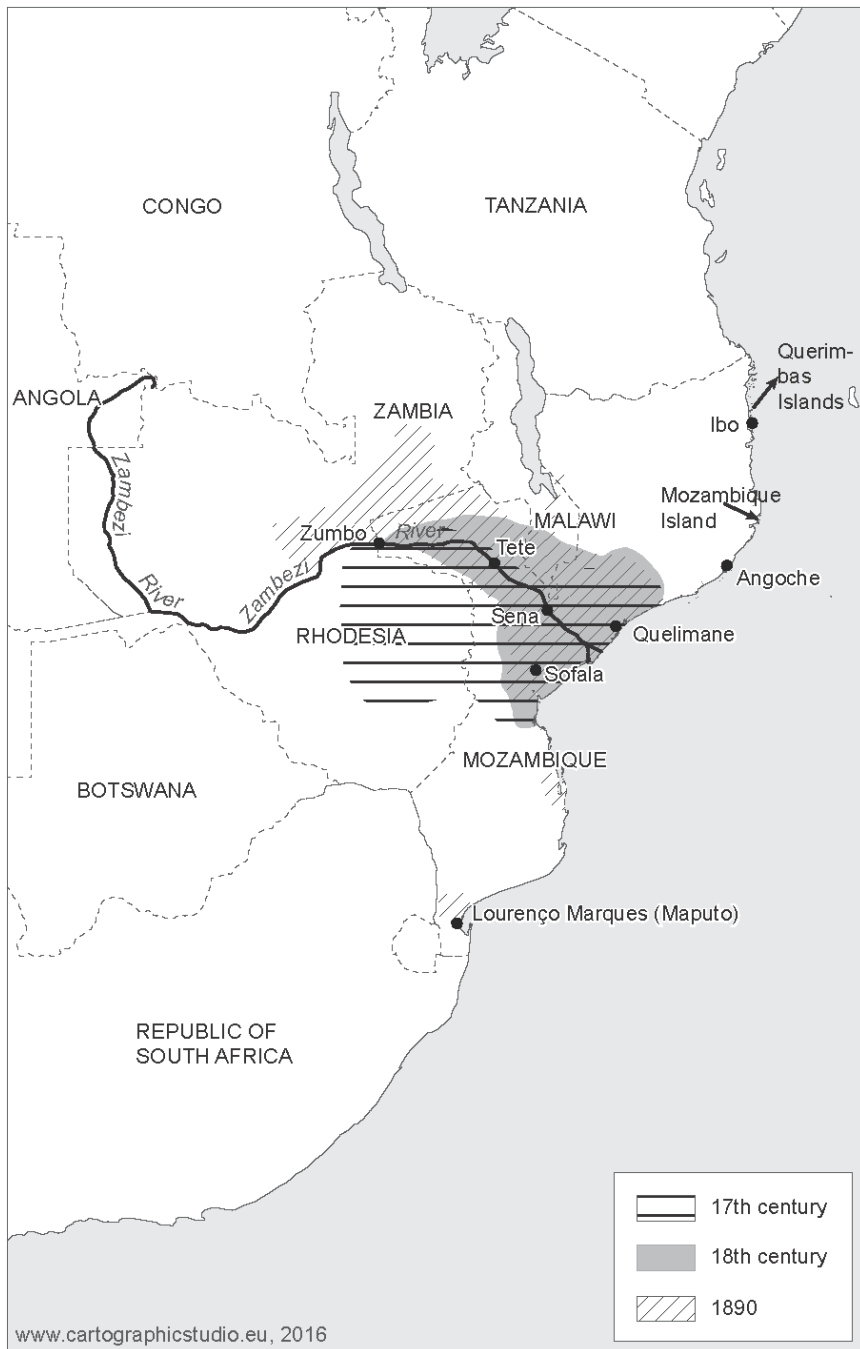 CONGO
TANZANIA
Querim-
bas
Islands
ANGOLA
ZAMBIA
Ibo
Zambezi
River
Mozambique
Island
MALAWI
Zumbo
River
Tete
Angoche
Zambezi
Sena
RHODESIA
Quelimane
Sofala
MOZAMBIQUE
BOTSWANA
Lourenço Marques (Maputo)
REPUBLIC OF
SOUTH AFRICA
17th century
18th century
1890
www.cartographicstudio.eu, 2016